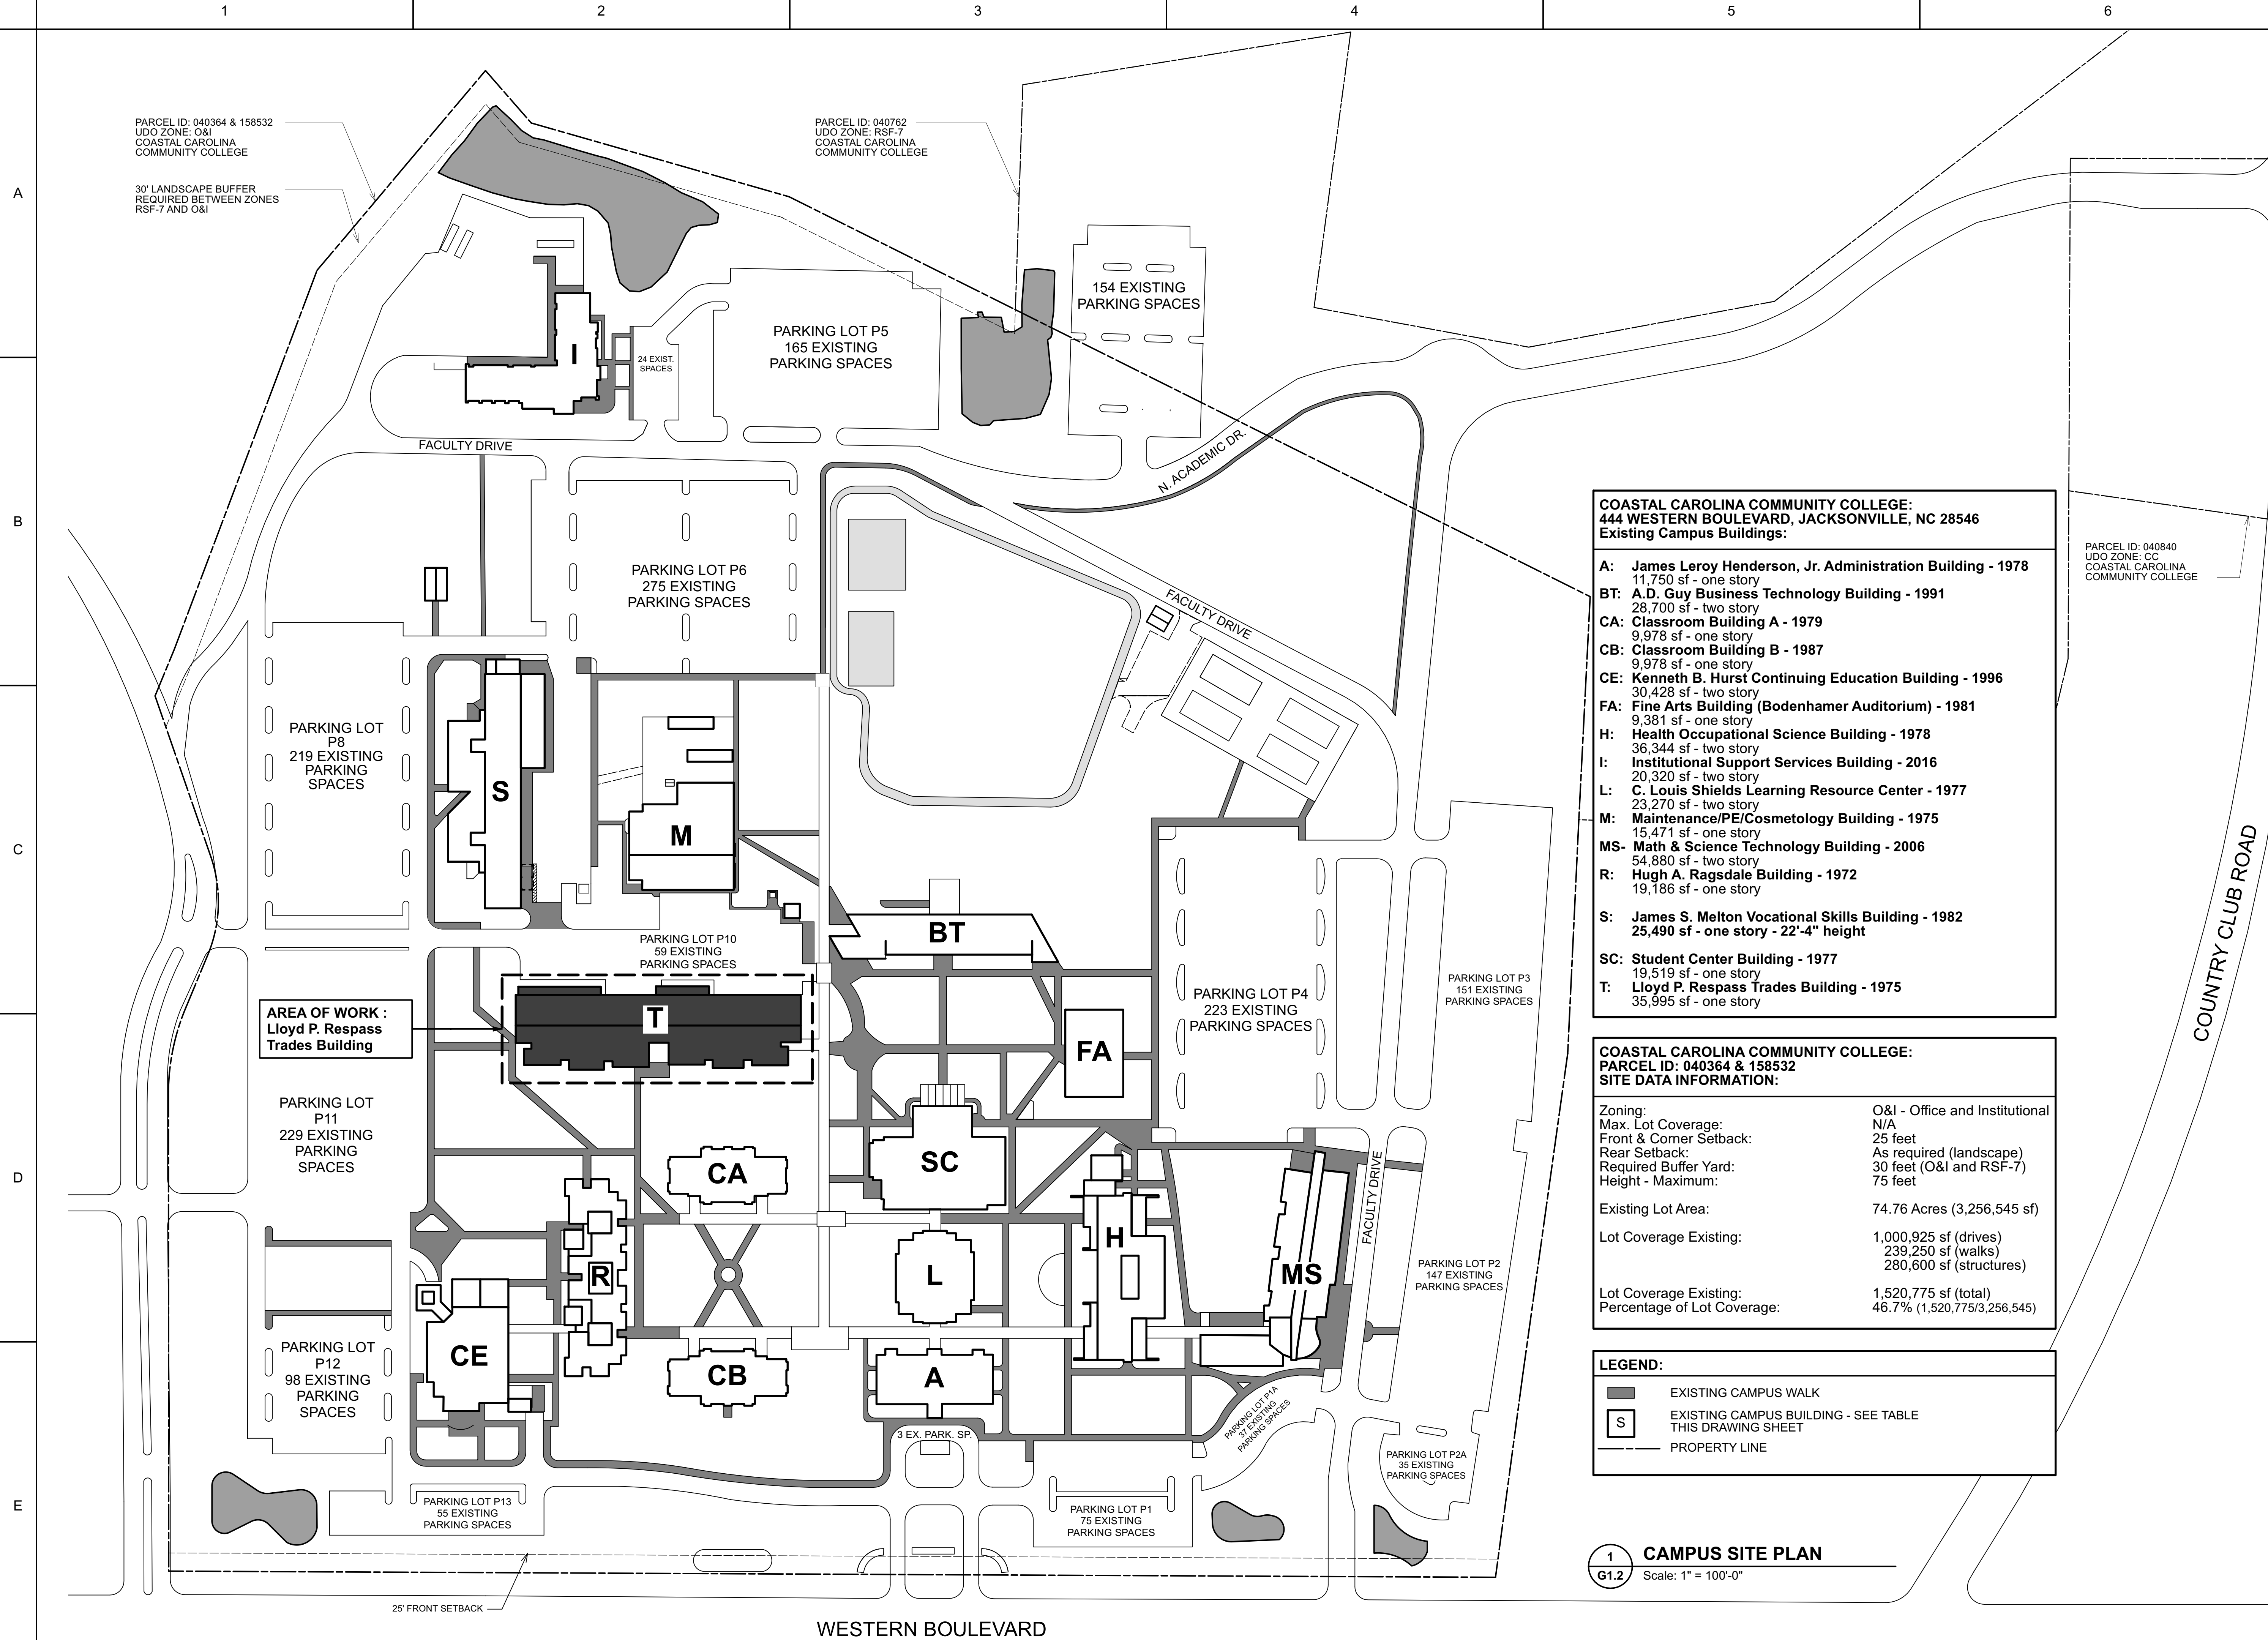 1
2
3
4
5
6
A
B
C
D
E
PARCEL ID: 040364 & 158532
UDO ZONE: O&I
COASTAL CAROLINA
COMMUNITY COLLEGE
30' LANDSCAPE BUFFER
REQUIRED BETWEEN ZONES
RSF-7 AND O&I
PARCEL ID: 040762
UDO ZONE: RSF-7
COASTAL CAROLINA
COMMUNITY COLLEGE
154 EXISTING
PARKING SPACES
PARKING LOT P5
165 EXISTING
PARKING SPACES
I
24 EXIST.
SPACES
FACULTY DRIVE
N. ACADEMIC DR.
PARKING LOT P6
275 EXISTING
PARKING SPACES
FACULTY DRIVE
PARCEL ID: 040840
UDO ZONE: CC
COASTAL CAROLINA
COMMUNITY COLLEGE
PARKING LOT
P8
219 EXISTING
PARKING
SPACES
S
M
BT
PARKING LOT P10
59 EXISTING
PARKING SPACES
PARKING LOT P3
151 EXISTING
PARKING SPACES
PARKING LOT P4
223 EXISTING
PARKING SPACES
AREA OF WORK :
Lloyd P. Respass
Trades Building
T
FA
PARKING LOT
P11
229 EXISTING
PARKING
SPACES
CA
SC
FACULTY DRIVE
H
R
L
MS
PARKING LOT P2
147 EXISTING
PARKING SPACES
PARKING LOT
P12
98 EXISTING
PARKING
SPACES
CE
CB
A
PARKING LOT P1A
37 EXISTING
PARKING SPACES
3 EX. PARK. SP.
PARKING LOT P2A
35 EXISTING
PARKING SPACES
PARKING LOT P13
55 EXISTING
PARKING SPACES
PARKING LOT P1
75 EXISTING
PARKING SPACES
25' FRONT SETBACK
WESTERN BOULEVARD
COUNTRY CLUB ROAD
COASTAL CAROLINA COMMUNITY COLLEGE:
444 WESTERN BOULEVARD, JACKSONVILLE, NC 28546
Existing Campus Buildings:
A: James Leroy Henderson, Jr. Administration Building - 1978
11,750 sf - one story
BT: A.D. Guy Business Technology Building - 1991
28,700 sf - two story
CA: Classroom Building A - 1979
9,978 sf - one story
CB: Classroom Building B - 1987
9,978 sf - one story
CE: Kenneth B. Hurst Continuing Education Building - 1996
30,428 sf - two story
FA: Fine Arts Building (Bodenhamer Auditorium) - 1981
9,381 sf - one story
H: Health Occupational Science Building - 1978
36,344 sf - two story
I: Institutional Support Services Building - 2016
20,320 sf - two story
L: C. Louis Shields Learning Resource Center - 1977
23,270 sf - two story
M: Maintenance/PE/Cosmetology Building - 1975
15,471 sf - one story
MS- Math & Science Technology Building - 2006
54,880 sf - two story
R: Hugh A. Ragsdale Building - 1972
19,186 sf - one story
S: James S. Melton Vocational Skills Building - 1982
25,490 sf - one story - 22'-4" height
SC: Student Center Building - 1977
19,519 sf - one story
T: Lloyd P. Respass Trades Building - 1975
35,995 sf - one story
COASTAL CAROLINA COMMUNITY COLLEGE:
PARCEL ID: 040364 & 158532
SITE DATA INFORMATION:
Zoning: O&I - Office and Institutional
Max. Lot Coverage: N/A
Front & Corner Setback: 25 feet
Rear Setback: As required (landscape)
Required Buffer Yard: 30 feet (O&I and RSF-7)
Height - Maximum: 75 feet
Existing Lot Area: 74.76 Acres (3,256,545 sf)
Lot Coverage Existing: 1,000,925 sf (drives)
239,250 sf (walks)
280,600 sf (structures)
Lot Coverage Existing: 1,520,775 sf (total)
Percentage of Lot Coverage: 46.7% (1,520,775/3,256,545)
LEGEND:
EXISTING CAMPUS WALK
S EXISTING CAMPUS BUILDING - SEE TABLE
THIS DRAWING SHEET
PROPERTY LINE
1
G1.2
CAMPUS SITE PLAN
Scale: 1" = 100'-0"